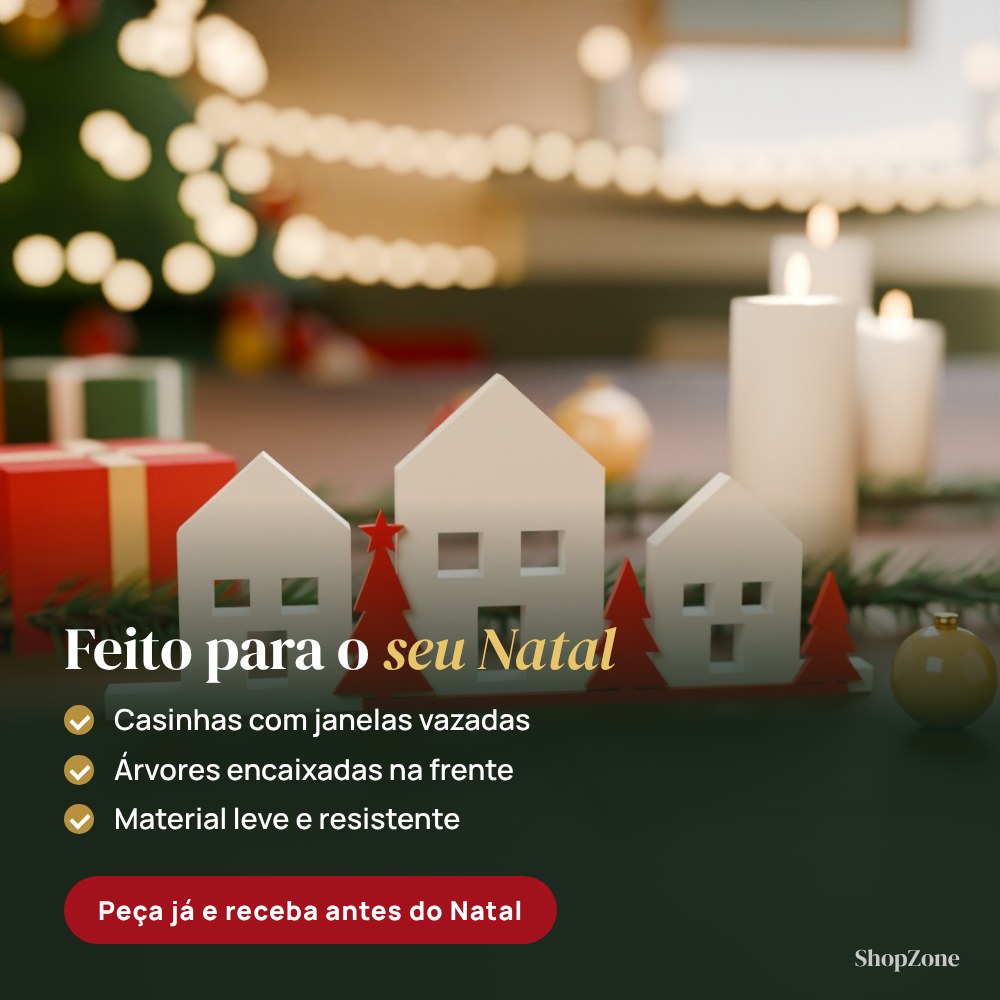 Feito para o seu Natal
Casinhas com janelas vazadas
Árvores encaixadas na frente
Material leve e resistente
Peça já e receba antes do Natal
ShopZone